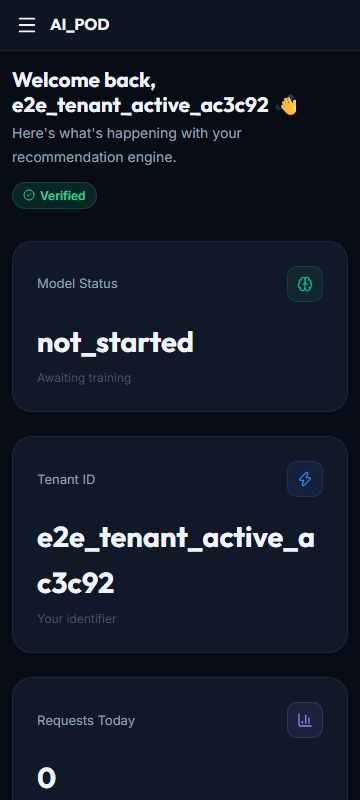 AI_POD
Welcome back,
e2e_tenant_active_ac3c92 👋
Here's what's happening with your
recommendation engine.
Verified
Model Status
not_started
Awaiting training
Tenant ID
e2e_tenant_active_a
c3c92
Your identifier
Requests Today
0